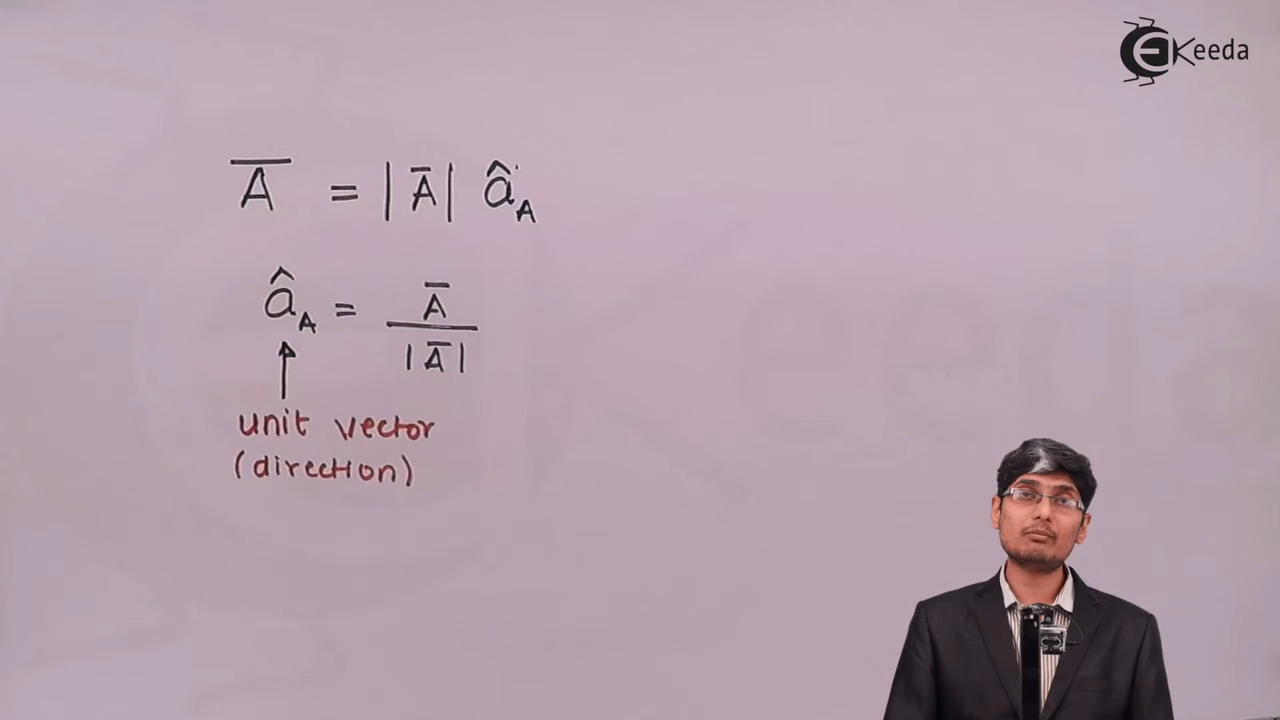 EKeeda
A̅ = |A̅| â_A
â_A = A̅ / |A̅|
unit vector
(direction)